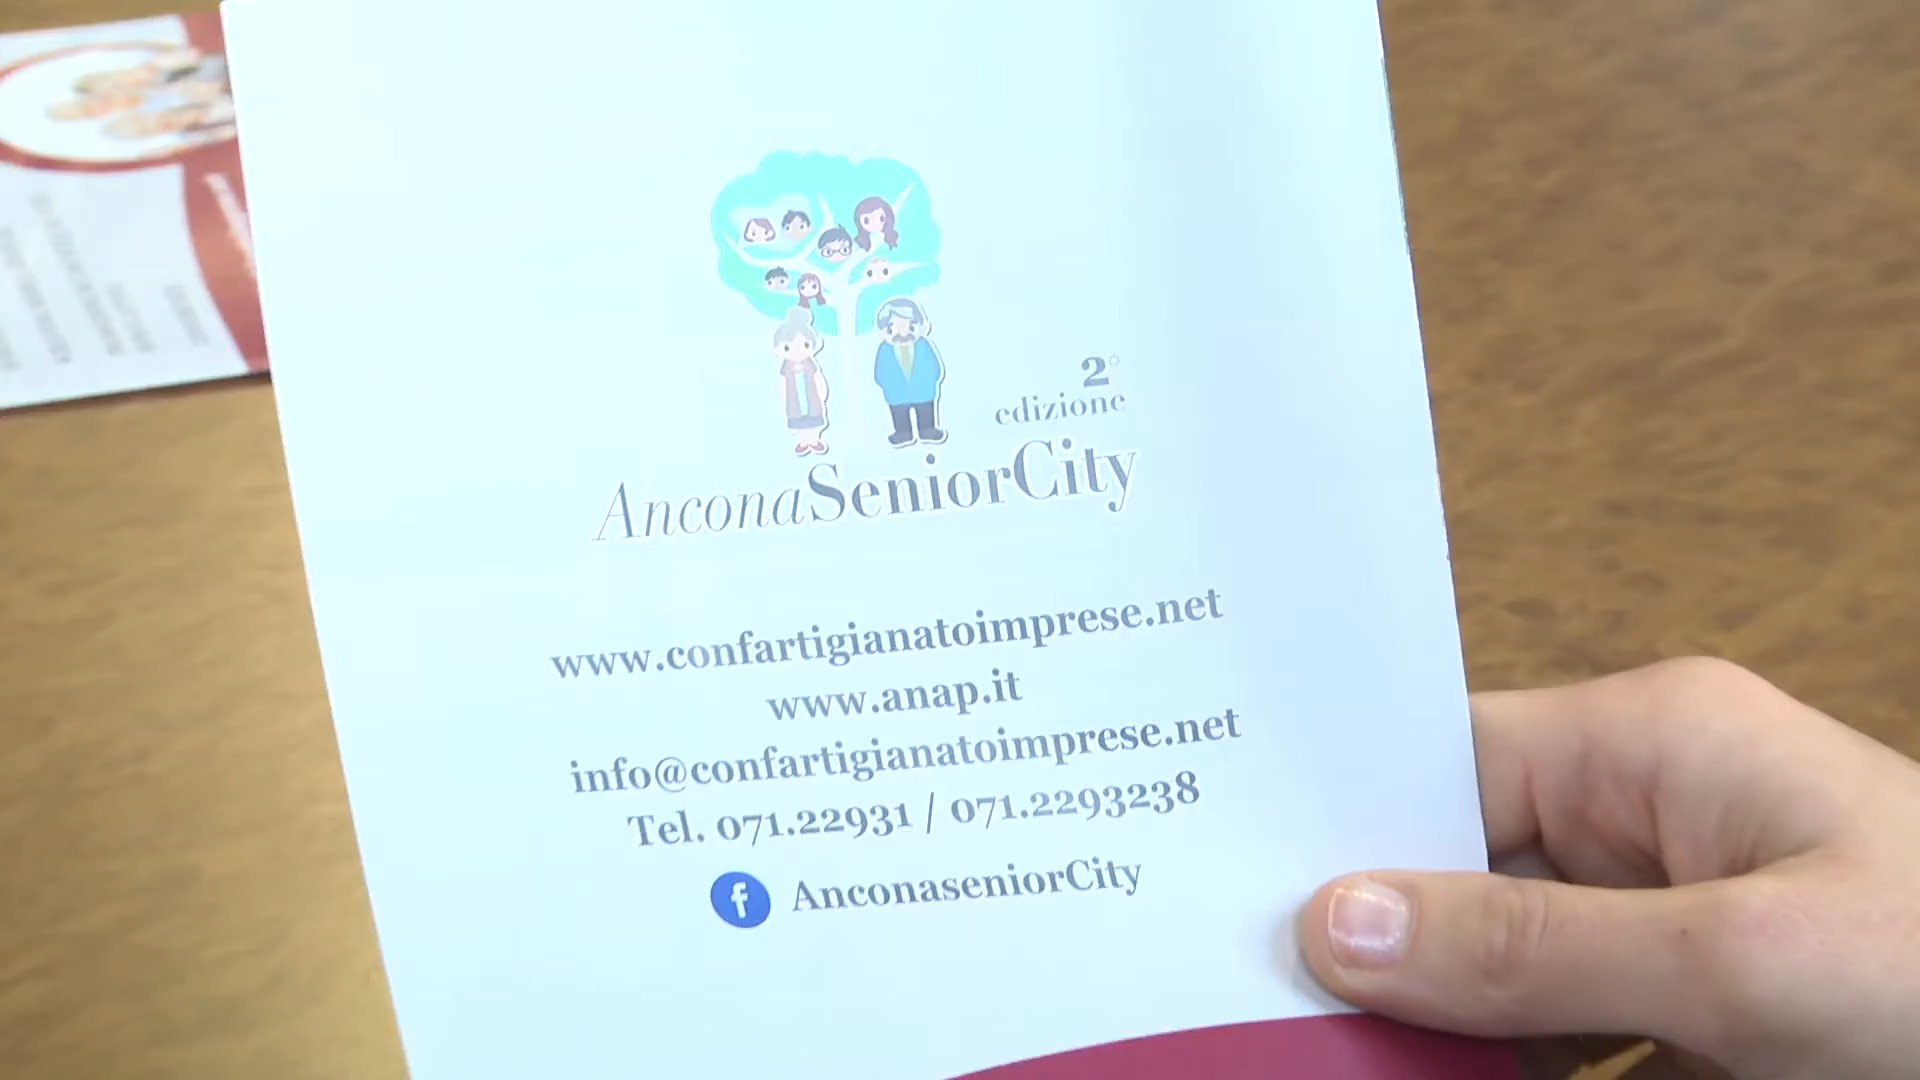 2°
edizione
AnconaSeniorCity
www.confartigianatoimprese.net
www.anap.it
info@confartigianatoimprese.net
Tel. 071.22931 / 071.2293238
f AnconaseniorCity